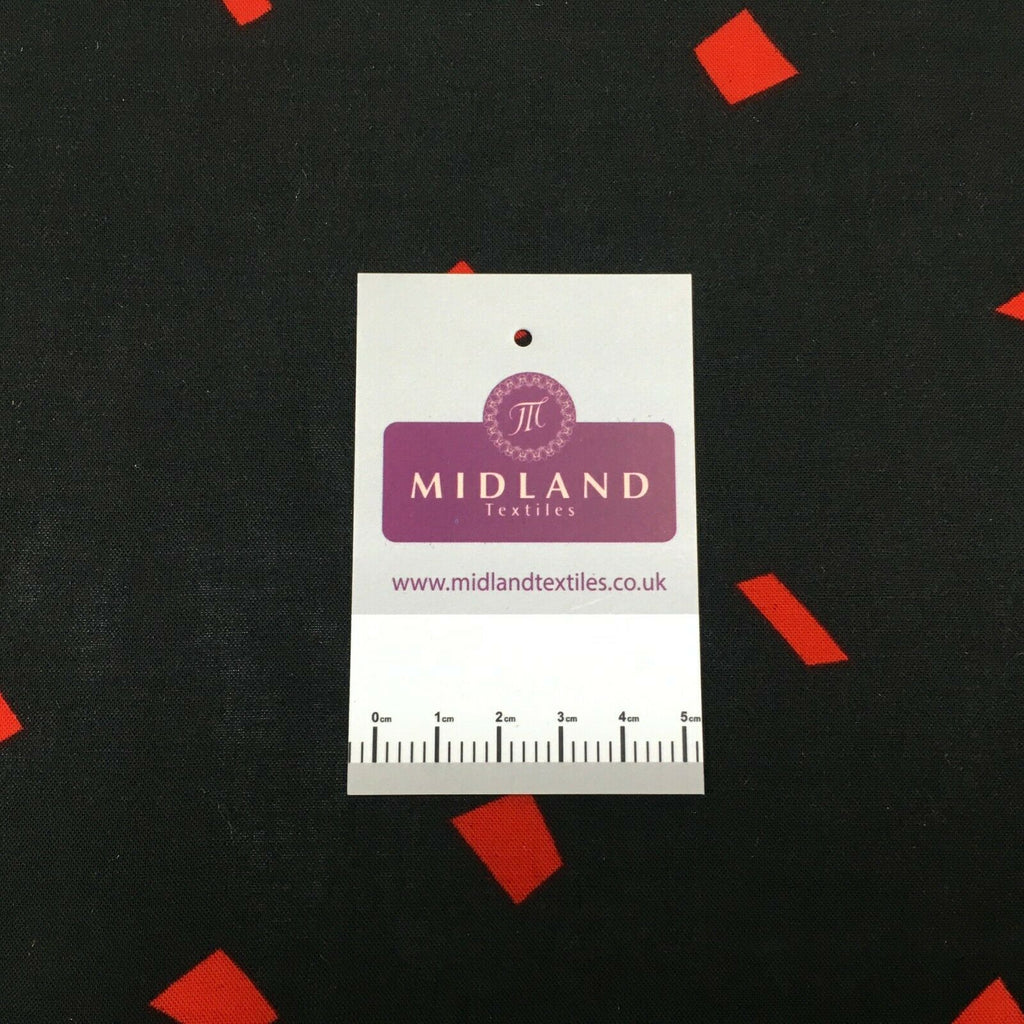 M
MIDLAND
Textiles
www.midlandtextiles.co.uk
0cm 1cm 2cm 3cm 4cm 5cm